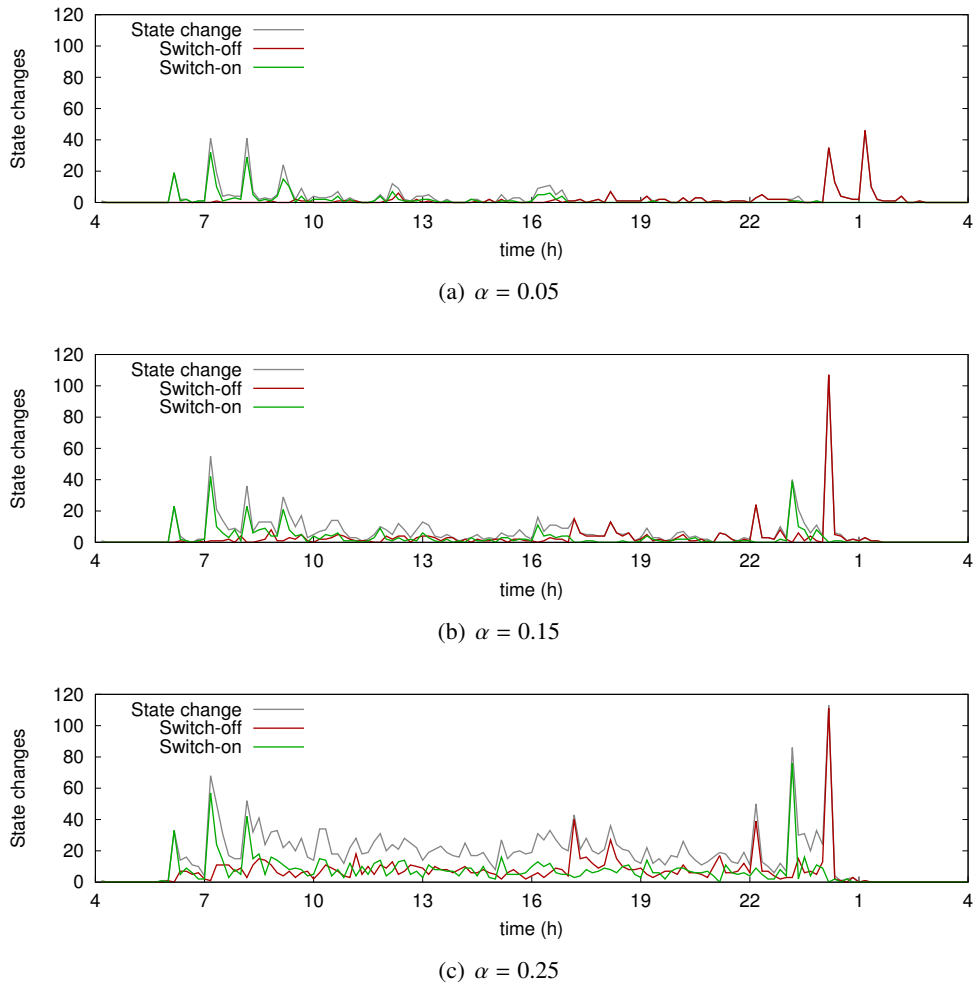 120
100
80
60
40
20
0
State changes
State change
Switch-off
Switch-on
4 7 10 13 16 19 22 1 4
time (h)
(a) α = 0.05
120
100
80
60
40
20
0
State changes
State change
Switch-off
Switch-on
4 7 10 13 16 19 22 1 4
time (h)
(b) α = 0.15
120
100
80
60
40
20
0
State changes
State change
Switch-off
Switch-on
4 7 10 13 16 19 22 1 4
time (h)
(c) α = 0.25